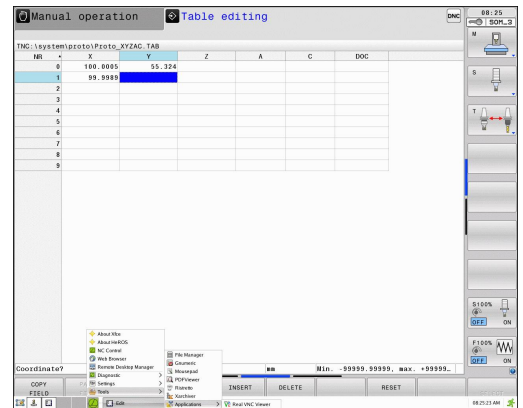 Manual operation
Table editing
DNC
08:25
SOM_3
TNC:\system\proto\Proto_XYZAC.TAB
NR X Y Z A C DOC
0 100.0005 55.324
1 99.9989
2
3
4
5
6
7
8
9
M
S
T
S100%
OFF ON
F100%
OFF ON
Coordinate? mm Min. -99999.99999, max. +99999…
COPY
FIELD
INSERT
DELETE
RESET
About Xfce
About HeROS
NC Control
Web Browser
Remote Desktop Manager
Diagnostic
Settings
Tools
File Manager
Gnumeric
Mousepad
PDFViewer
Ristretto
Xarchiver
Applications
Real VNC Viewer
Edit
08:25:23 AM